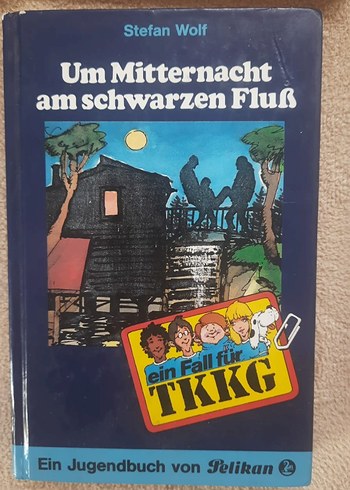 Stefan Wolf
Um Mitternacht
am schwarzen Fluß
ein Fall für
TKKG
Ein Jugendbuch von Pelikan